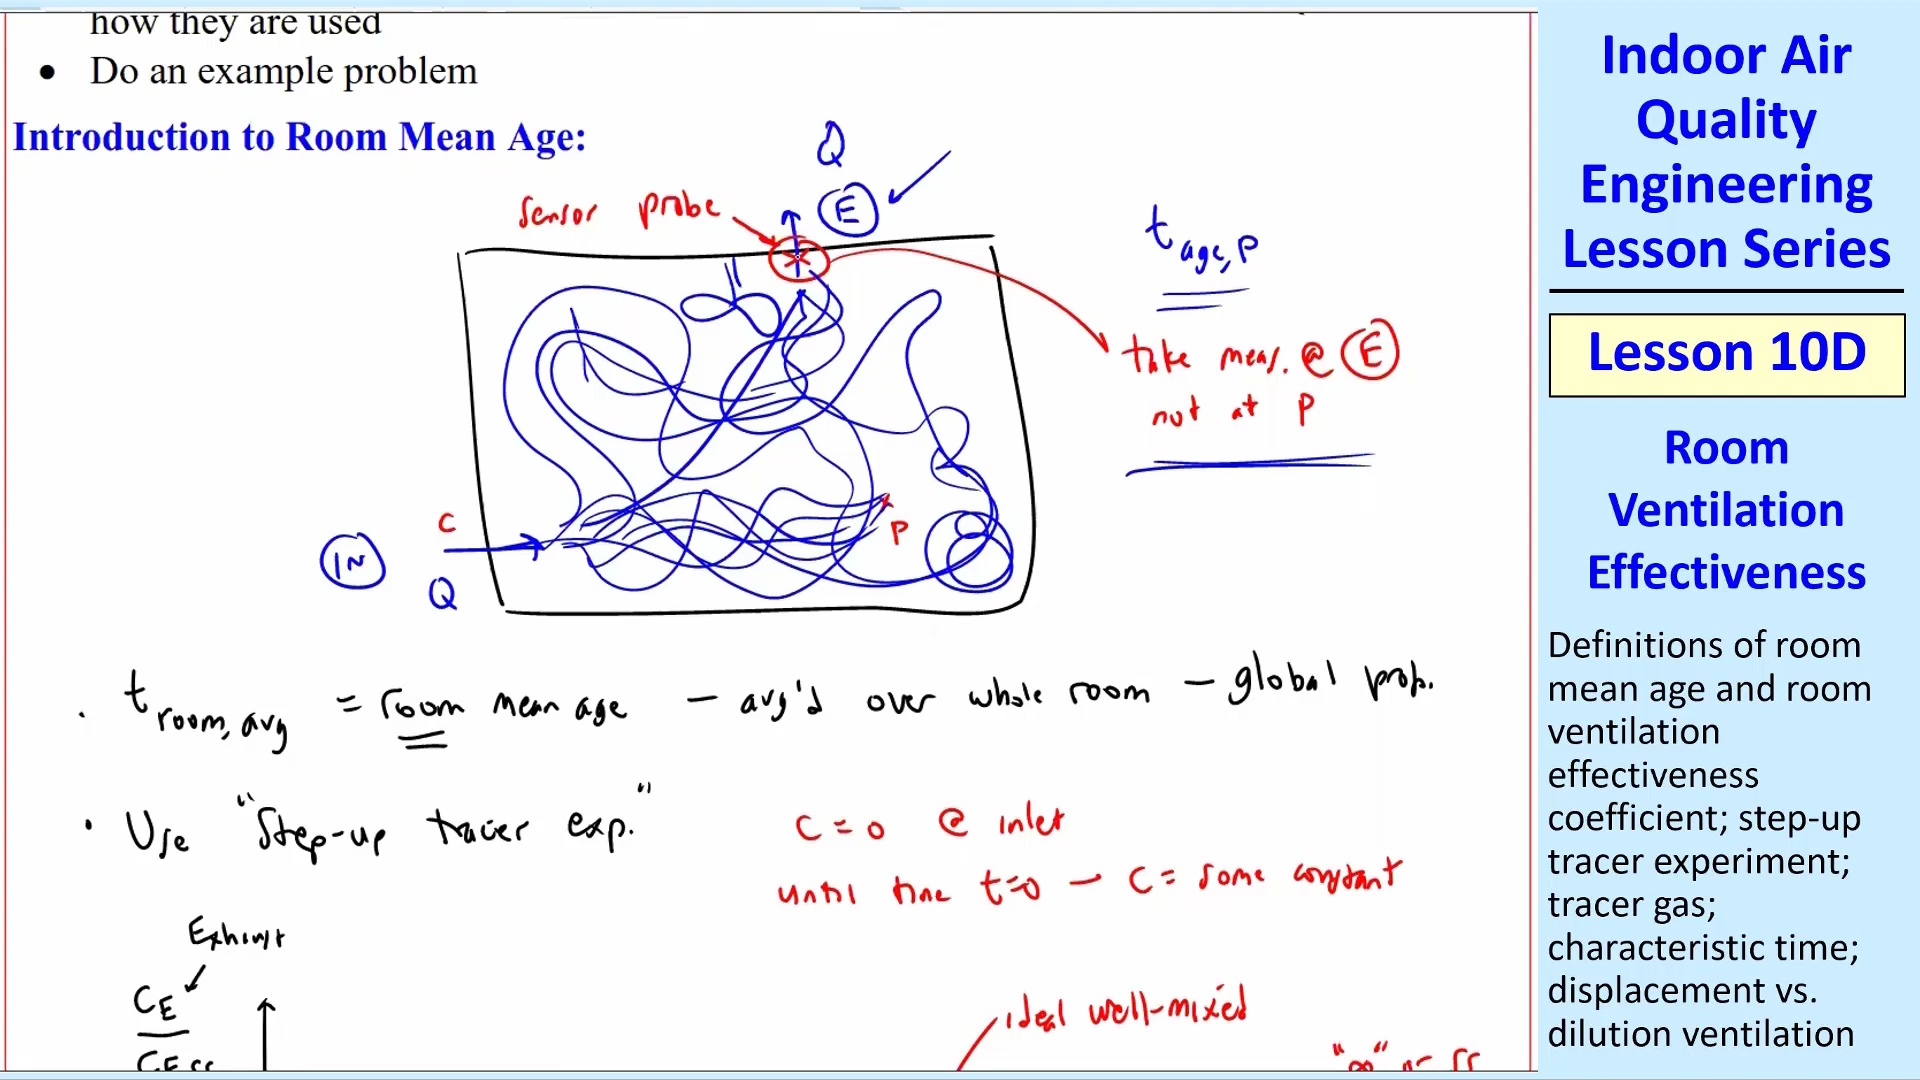 how they are used
• Do an example problem
Introduction to Room Mean Age:
Q
E
sensor probe
t age, P
take meas. @ E
not at P
C
P
IN
Q
· t room, avg = room mean age – avg'd over whole room – global prop.
· Use "Step-up tracer exp."
C = 0 @ inlet
until time t=0 – C = some constant
Exhaust
C E
C E ss
ideal well-mixed
"∞" or ss
Indoor Air
Quality
Engineering
Lesson Series
Lesson 10D
Room
Ventilation
Effectiveness
Definitions of room
mean age and room
ventilation
effectiveness
coefficient; step-up
tracer experiment;
tracer gas;
characteristic time;
displacement vs.
dilution ventilation